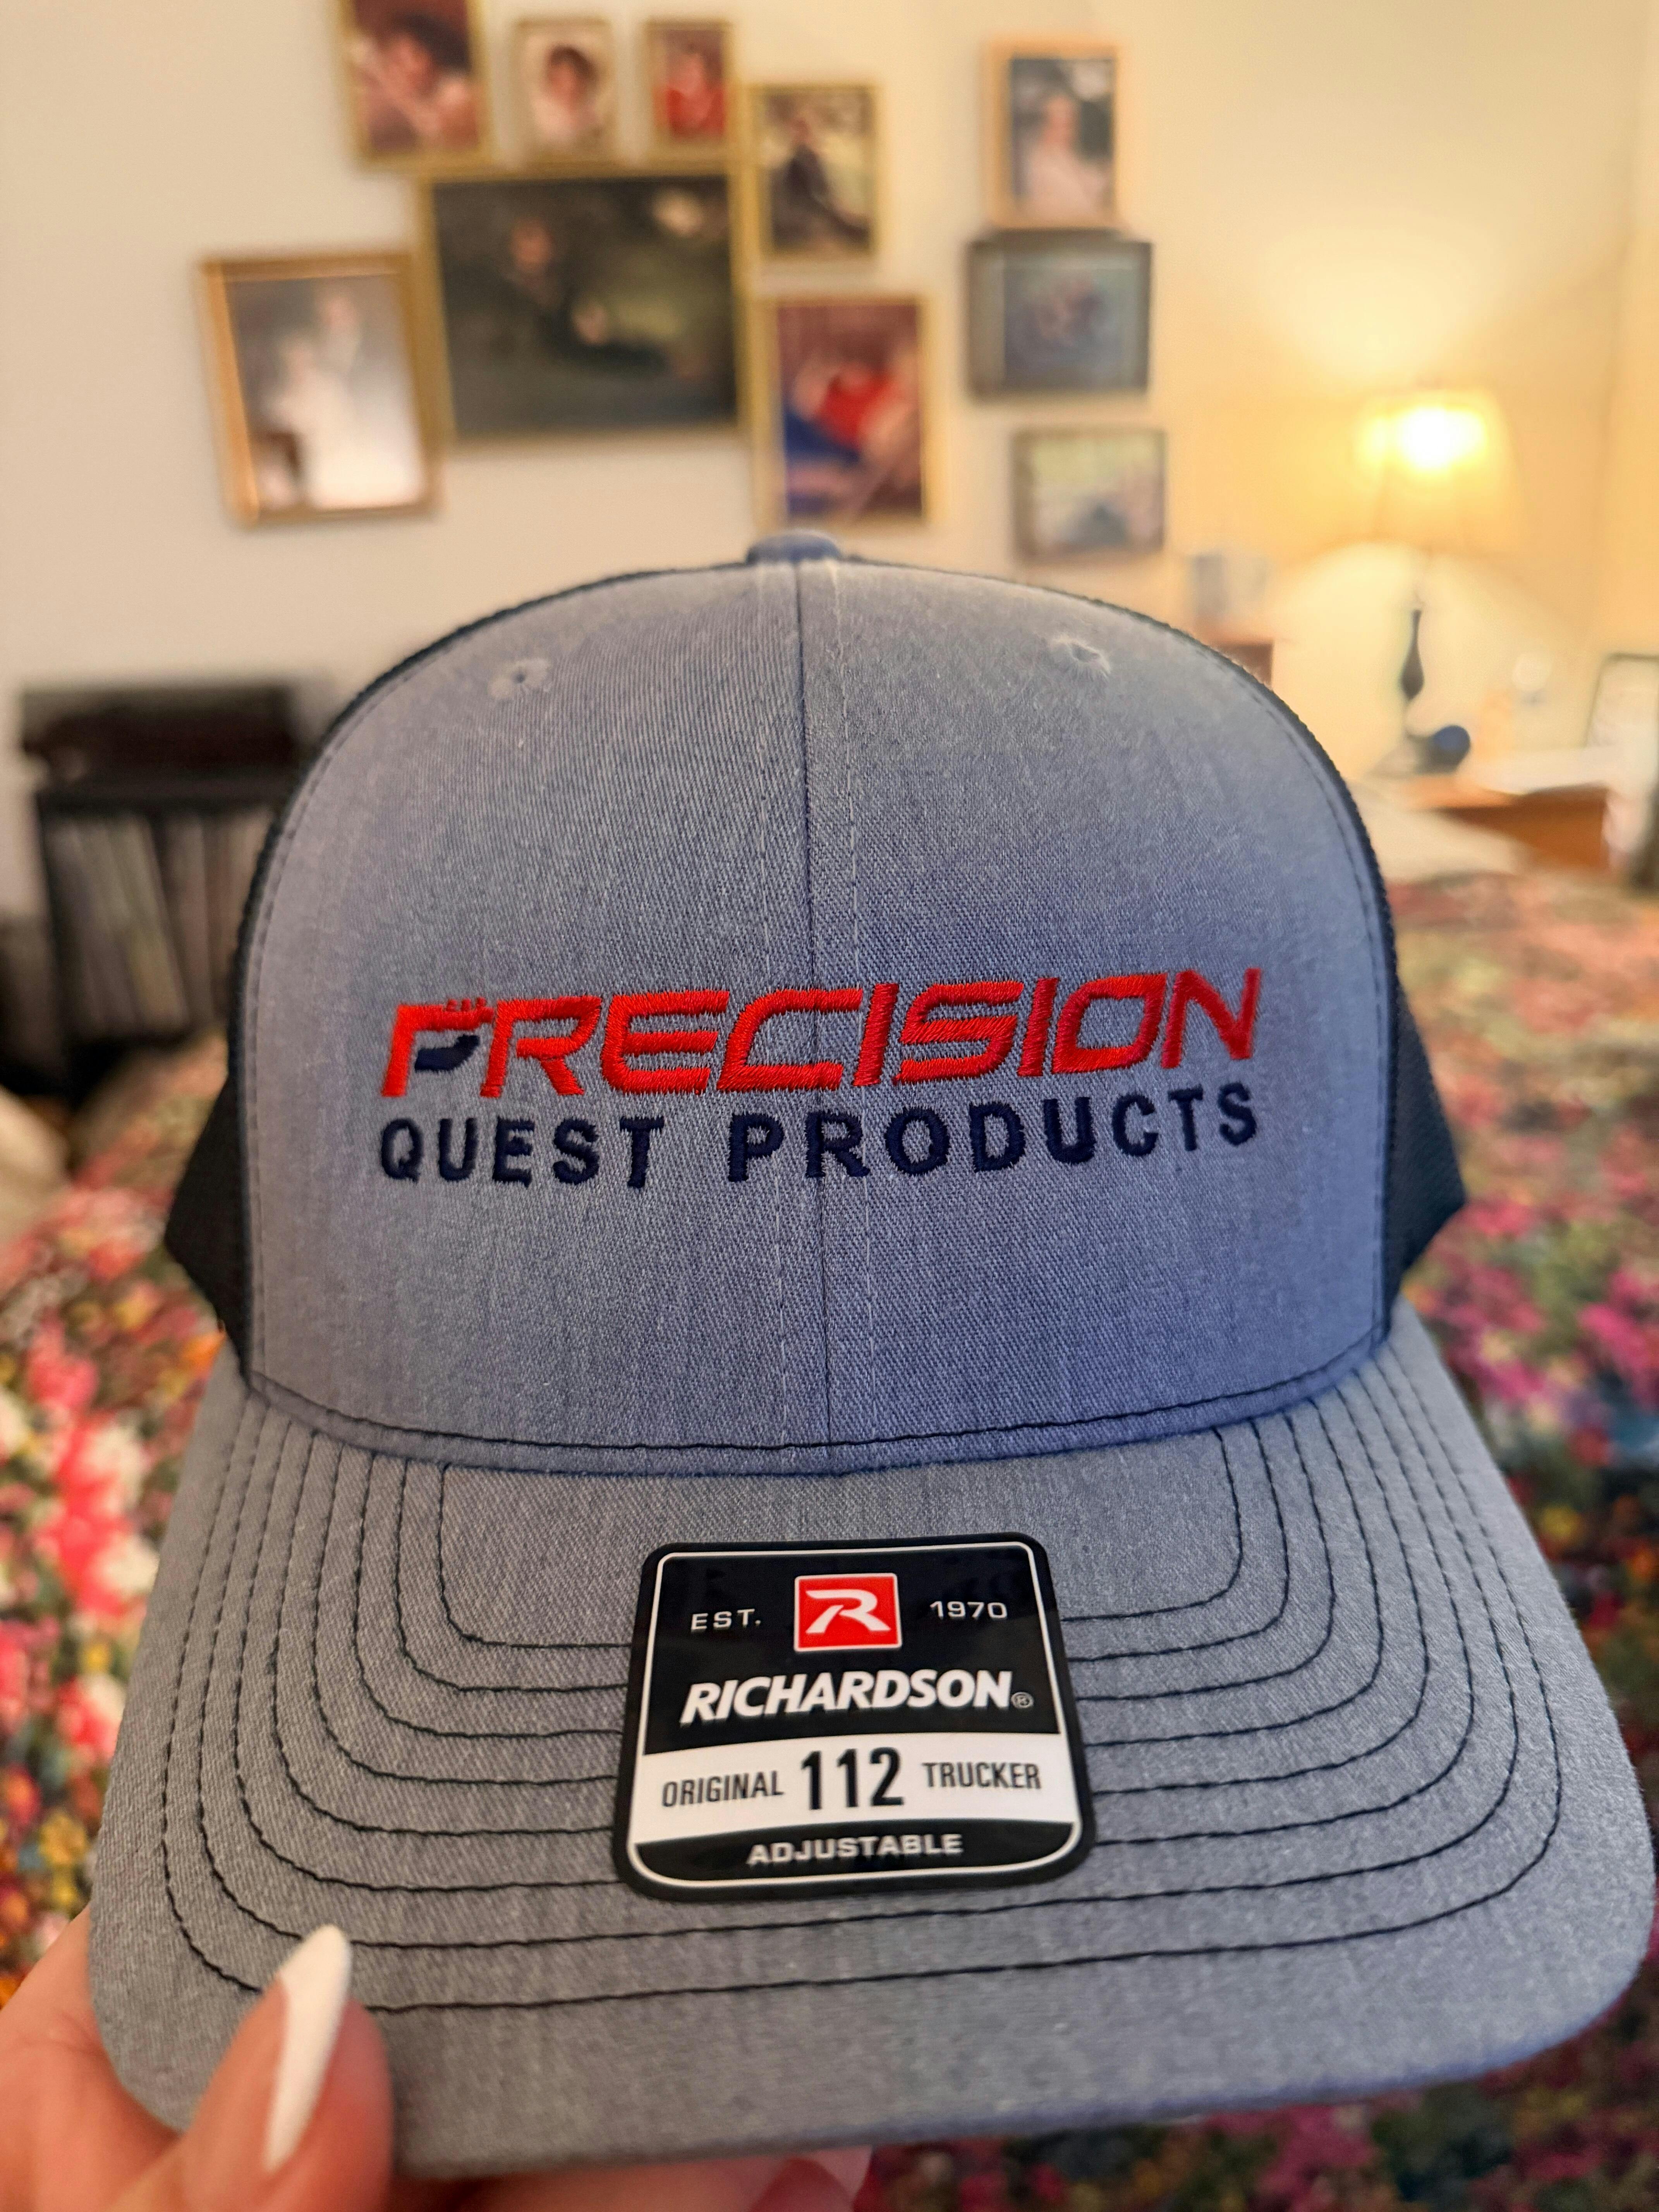 PRECISION
QUEST PRODUCTS
EST. R 1970
RICHARDSON®
ORIGINAL 112 TRUCKER
ADJUSTABLE